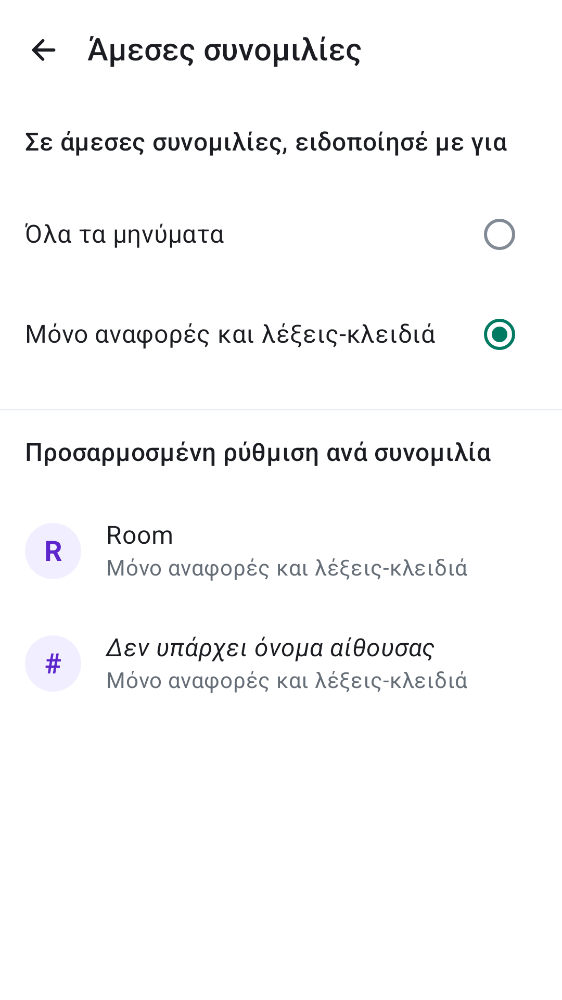 Άμεσες συνομιλίες
Σε άμεσες συνομιλίες, ειδοποίησέ με για
Όλα τα μηνύματα
Μόνο αναφορές και λέξεις-κλειδιά
Προσαρμοσμένη ρύθμιση ανά συνομιλία
R
Room
Μόνο αναφορές και λέξεις-κλειδιά
#
Δεν υπάρχει όνομα αίθουσας
Μόνο αναφορές και λέξεις-κλειδιά